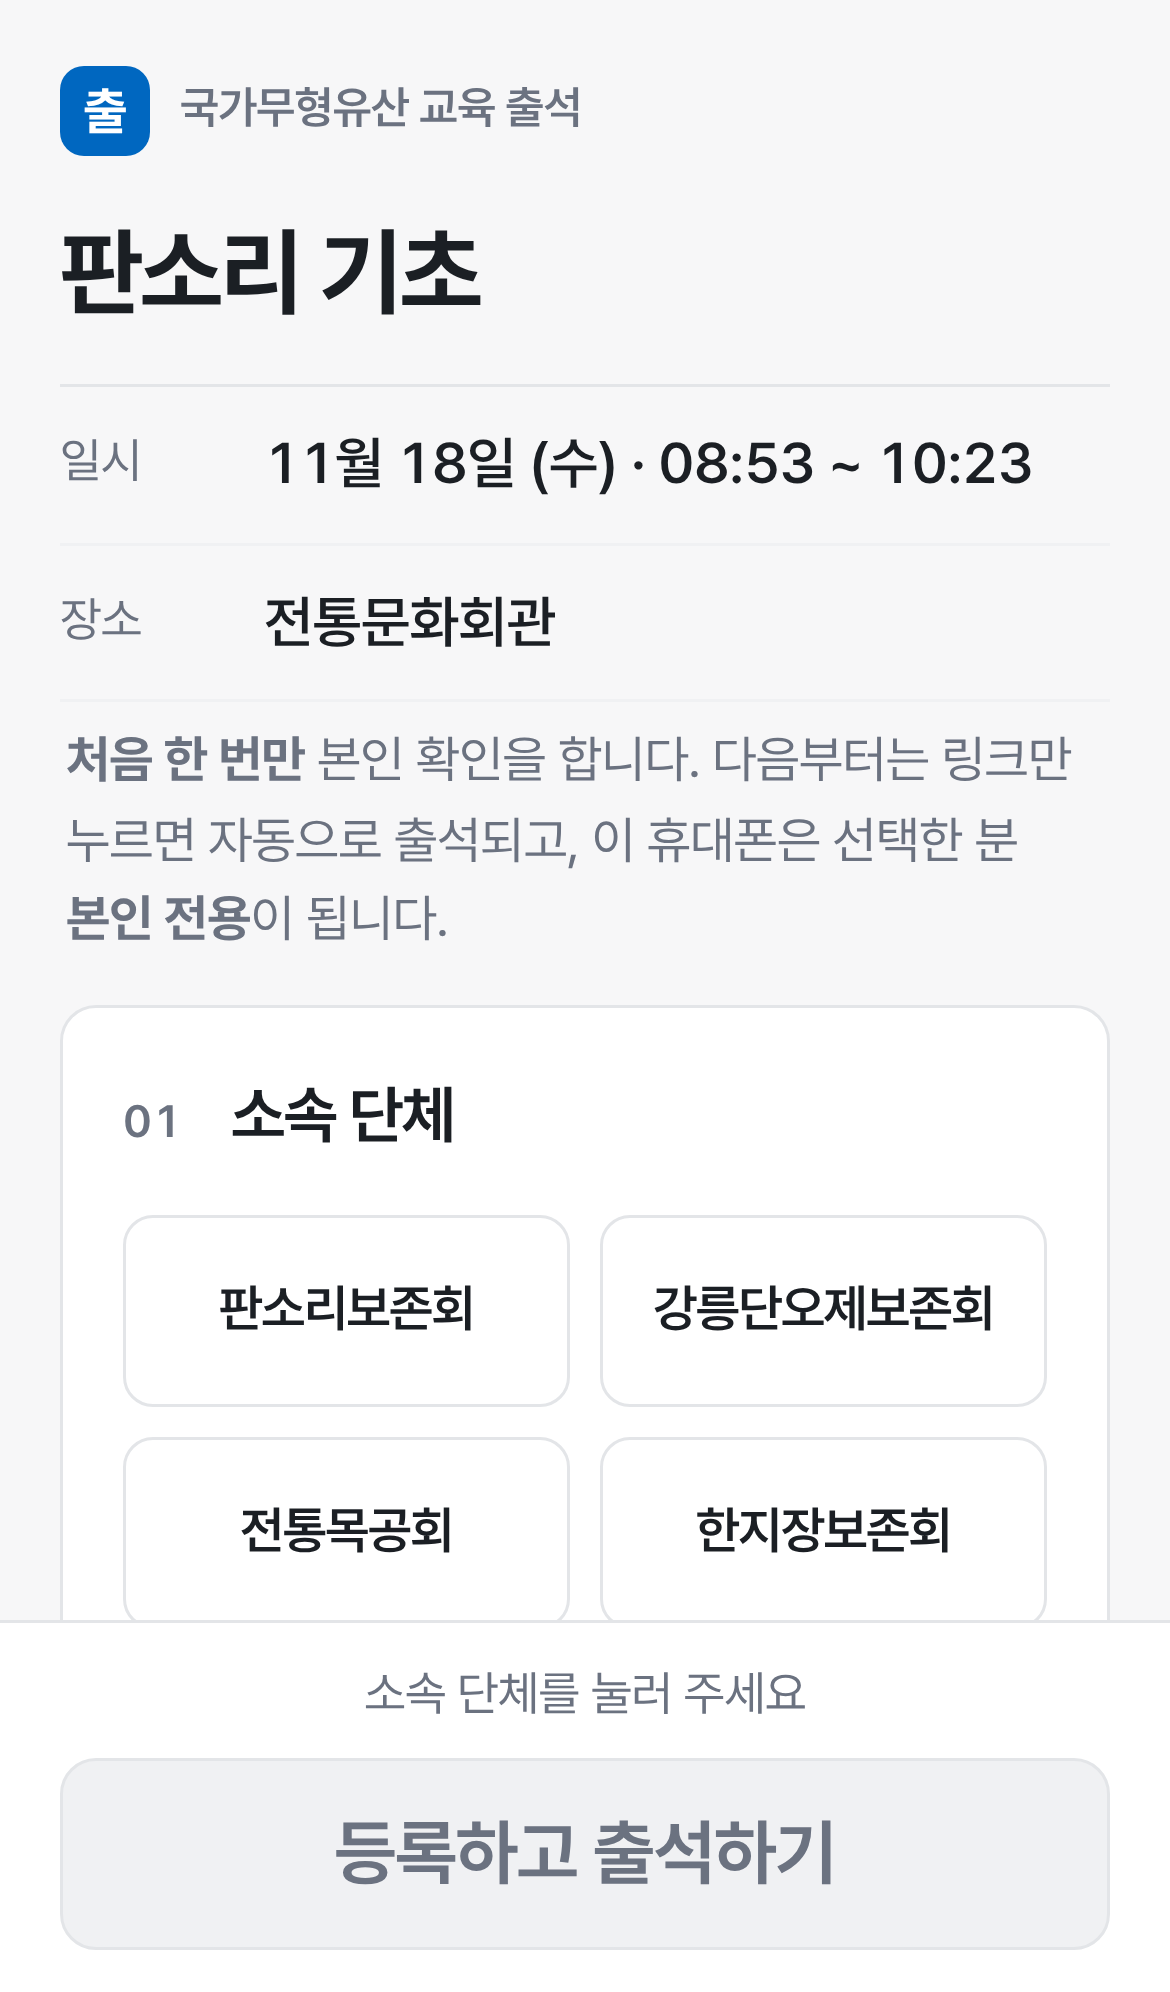 출
국가무형유산 교육 출석
판소리 기초
일시 11월 18일 (수) · 08:53 ~ 10:23
장소 전통문화회관
처음 한 번만 본인 확인을 합니다. 다음부터는 링크만
누르면 자동으로 출석되고, 이 휴대폰은 선택한 분
본인 전용이 됩니다.
01 소속 단체
판소리보존회
강릉단오제보존회
전통목공회
한지장보존회
소속 단체를 눌러 주세요
등록하고 출석하기